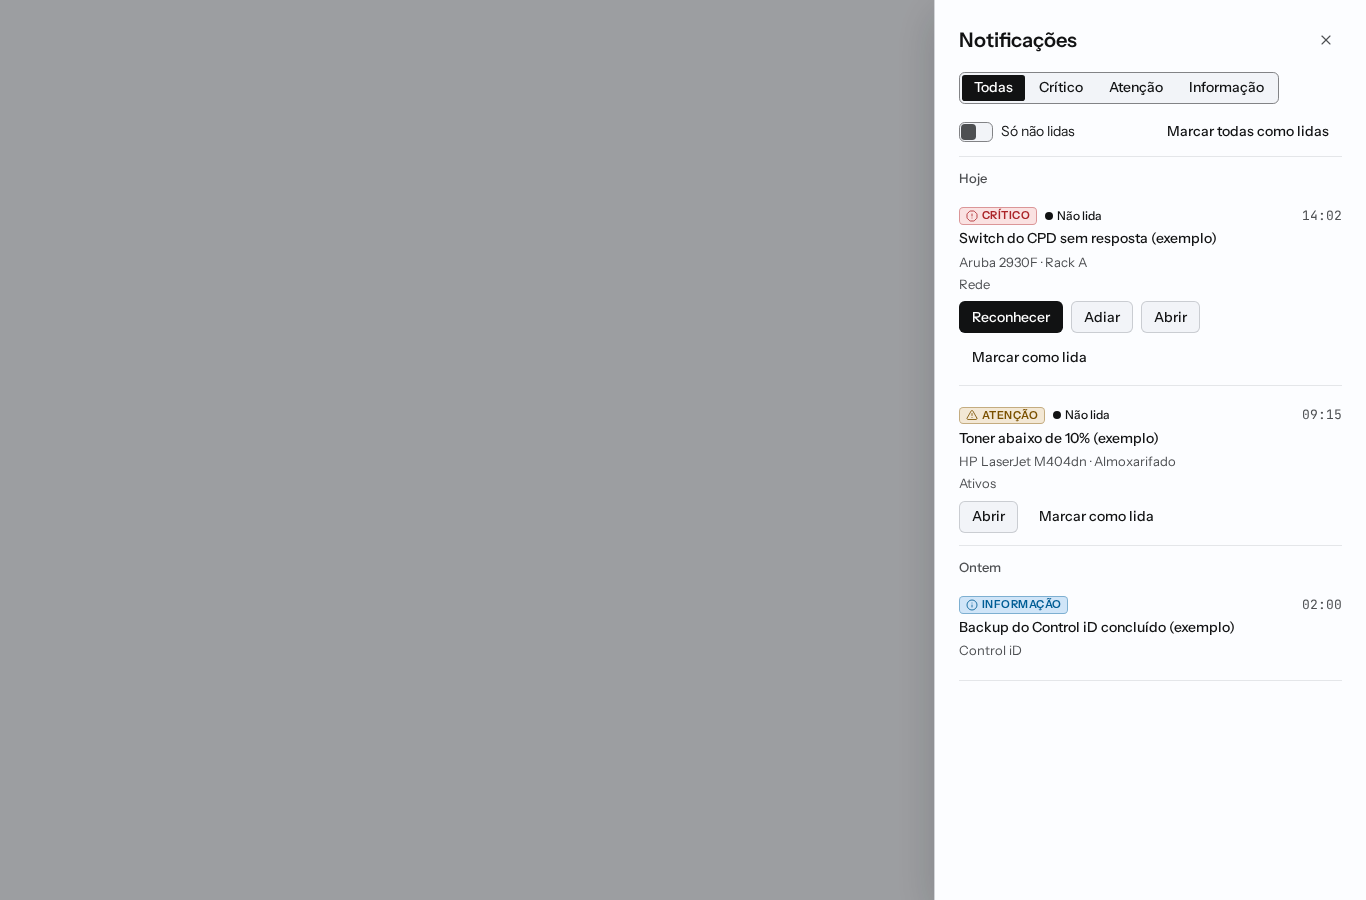 Notificações
Todas Crítico Atenção Informação
Só não lidas Marcar todas como lidas
Hoje
CRÍTICO Não lida 14:02
Switch do CPD sem resposta (exemplo)
Aruba 2930F · Rack A
Rede
Reconhecer Adiar Abrir
Marcar como lida
ATENÇÃO Não lida 09:15
Toner abaixo de 10% (exemplo)
HP LaserJet M404dn · Almoxarifado
Ativos
Abrir Marcar como lida
Ontem
INFORMAÇÃO 02:00
Backup do Control iD concluído (exemplo)
Control iD